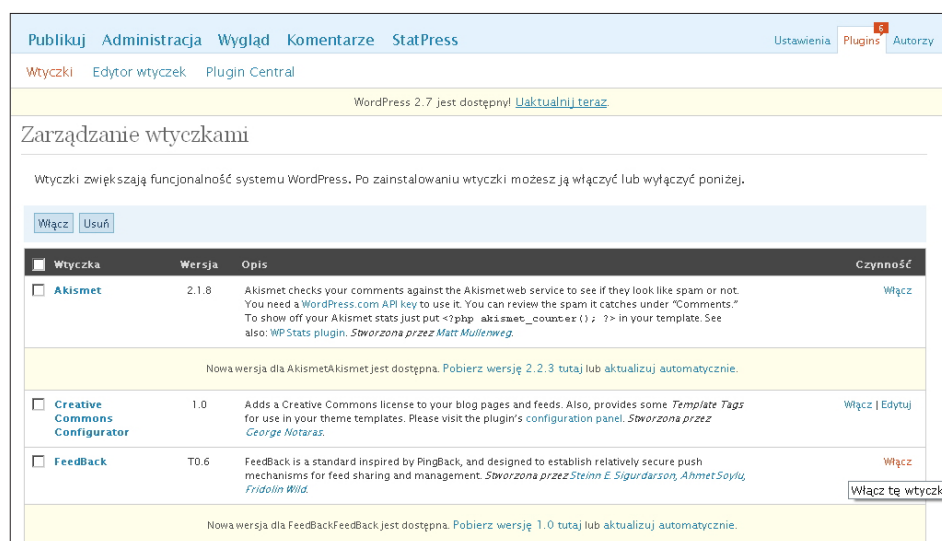 Publikuj Administracja Wygląd Komentarze StatPress
Ustawienia Plugins 6 Autorzy
Wtyczki Edytor wtyczek Plugin Central
WordPress 2.7 jest dostępny! Uaktualnij teraz.
Zarządzanie wtyczkami
Wtyczki zwiększają funcjonalność systemu WordPress. Po zainstalowaniu wtyczki możesz ją włączyć lub wyłączyć poniżej.
Włącz Usuń
Wtyczka Wersja Opis Czynność
Akismet 2.1.8 Akismet checks your comments against the Akismet web service to see if they look like spam or not. Włącz
You need a WordPress.com API key to use it. You can review the spam it catches under “Comments.”
To show off your Akismet stats just put <?php akismet_counter(); ?> in your template. See
also: WP Stats plugin. Stworzona przez Matt Mullenweg.
Nowa wersja dla AkismetAkismet jest dostępna. Pobierz wersję 2.2.3 tutaj lub aktualizuj automatycznie.
Creative 1.0 Adds a Creative Commons license to your blog pages and feeds. Also, provides some Template Tags Włącz | Edytuj
Commons for use in your theme templates. Please visit the plugin's configuration panel. Stworzona przez
Configurator George Notaras.
FeedBack T0.6 FeedBack is a standard inspired by PingBack, and designed to establish relatively secure push Włącz
mechanisms for feed sharing and management. Stworzona przez Steinn E. Sigurdarson, Ahmet Soylu,
Fridolin Wild.
Włącz tę wtyczk
Nowa wersja dla FeedBackFeedBack jest dostępna. Pobierz wersję 1.0 tutaj lub aktualizuj automatycznie.